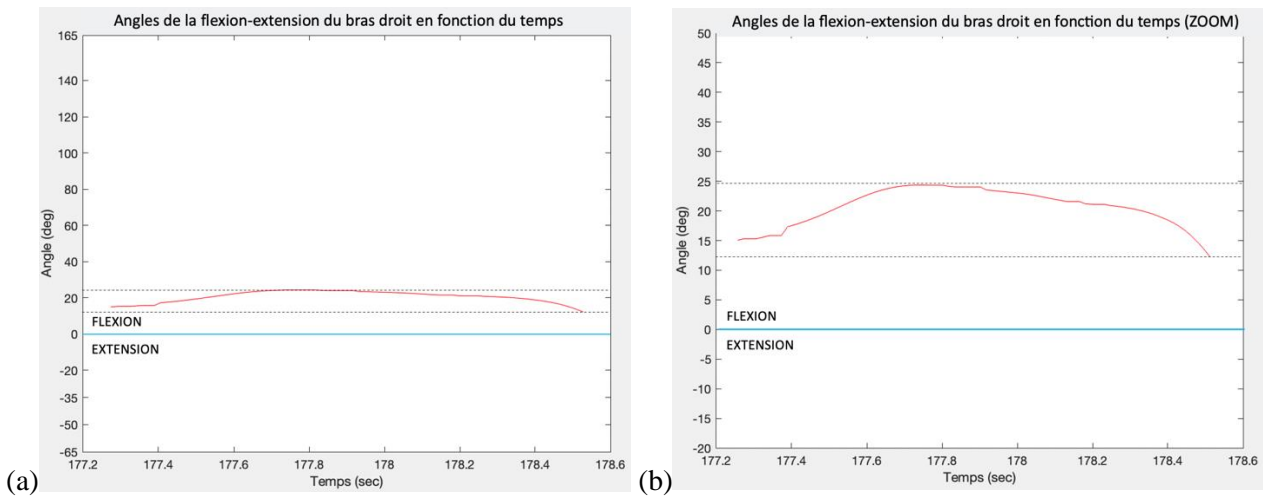 Angles de la flexion-extension du bras droit en fonction du temps
165
140
120
100
80
60
40
20
0
-20
-35
-50
-65
Angle (deg)
FLEXION
EXTENSION
177.2 177.4 177.6 177.8 178 178.2 178.4 178.6
Temps (sec)
(a)
Angles de la flexion-extension du bras droit en fonction du temps (ZOOM)
50
45
40
35
30
25
20
15
10
5
0
-5
-10
-15
-20
Angle (deg)
FLEXION
EXTENSION
177.2 177.4 177.6 177.8 178 178.2 178.4 178.6
Temps (sec)
(b)